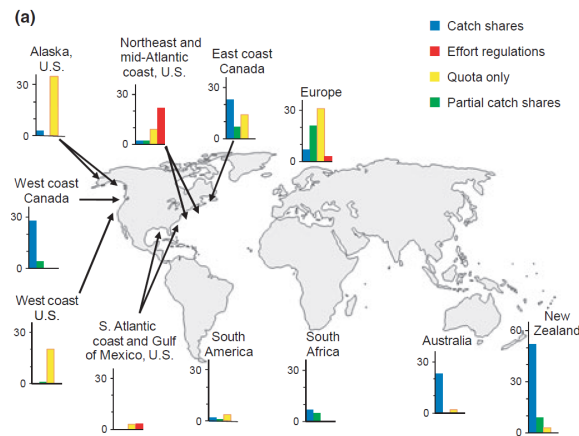 (a)
Catch shares
Effort regulations
Quota only
Partial catch shares
Alaska,
U.S.
30
0
Northeast and
mid-Atlantic
coast, U.S.
30
0
East coast
Canada
30
0
Europe
30
0
West coast
Canada
30
0
West coast
U.S.
30
0
S. Atlantic
coast and Gulf
of Mexico, U.S.
30
0
South
America
30
0
South
Africa
30
0
Australia
30
0
New
Zealand
60
30
0